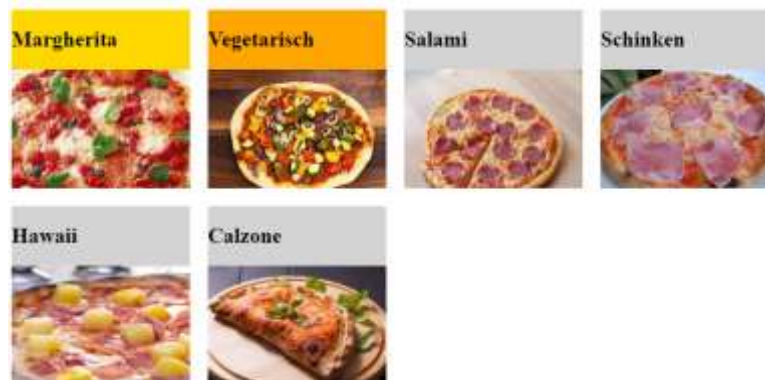 Margherita
Vegetarisch
Salami
Schinken
Hawaii
Calzone